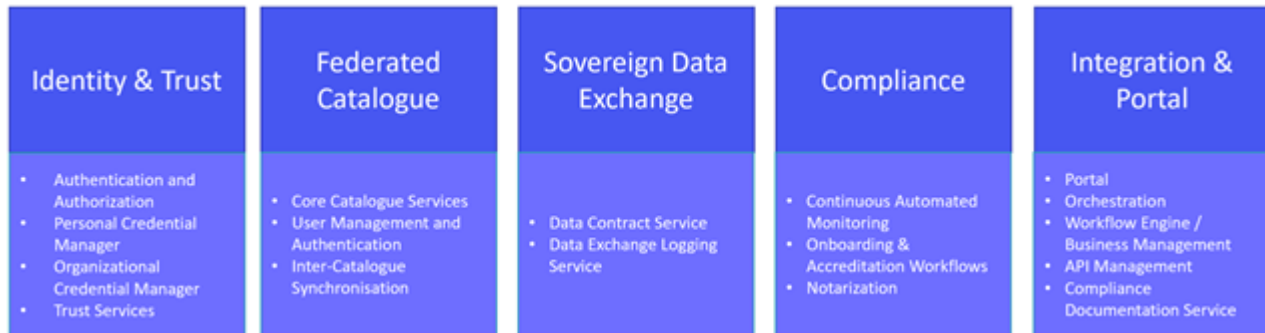 Identity & Trust
• Authentication and
Authorization
• Personal Credential
Manager
• Organizational
Credential Manager
• Trust Services
Federated
Catalogue
• Core Catalogue Services
• User Management and
Authentication
• Inter-Catalogue
Synchronisation
Sovereign Data
Exchange
• Data Contract Service
• Data Exchange Logging
Service
Compliance
• Continuous Automated
Monitoring
• Onboarding &
Accreditation Workflows
• Notarization
Integration &
Portal
• Portal
• Orchestration
• Workflow Engine /
Business Management
• API Management
• Compliance
Documentation Service